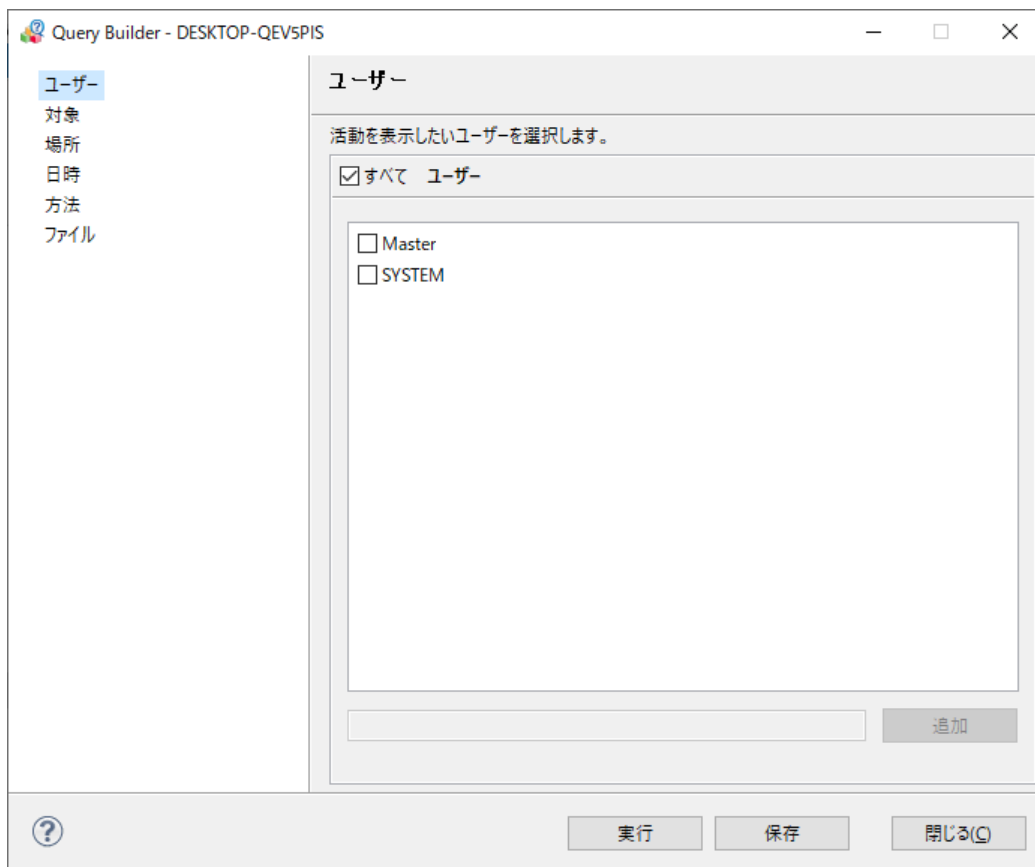 Query Builder - DESKTOP-QEV5PIS
ユーザー
対象
場所
日時
方法
ファイル
ユーザー
活動を表示したいユーザーを選択します。
すべて ユーザー
Master
SYSTEM
追加
実行 保存 閉じる(C)